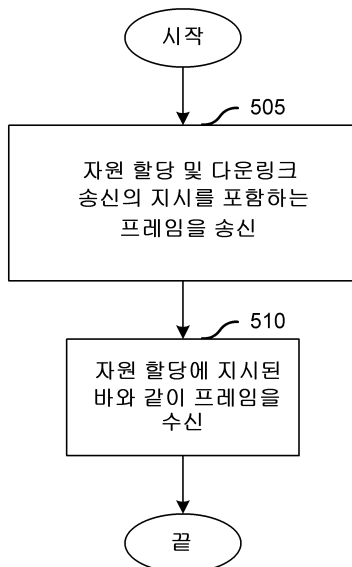 시작
505
자원 할당 및 다운링크
송신의 지시를 포함하는
프레임을 송신
510
자원 할당에 지시된
바와 같이 프레임을
수신
끝